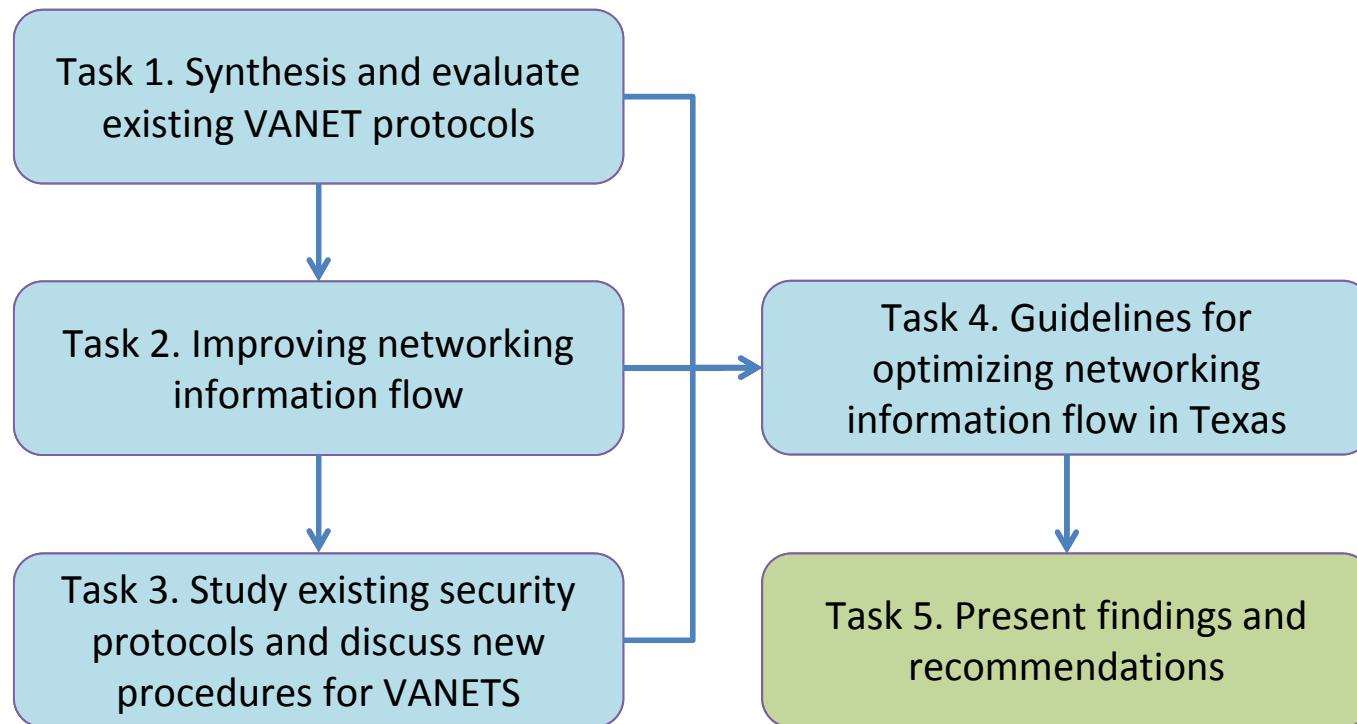 Task 1. Synthesis and evaluate
existing VANET protocols
Task 2. Improving networking
information flow
Task 3. Study existing security
protocols and discuss new
procedures for VANETS
Task 4. Guidelines for
optimizing networking
information flow in Texas
Task 5. Present findings and
recommendations